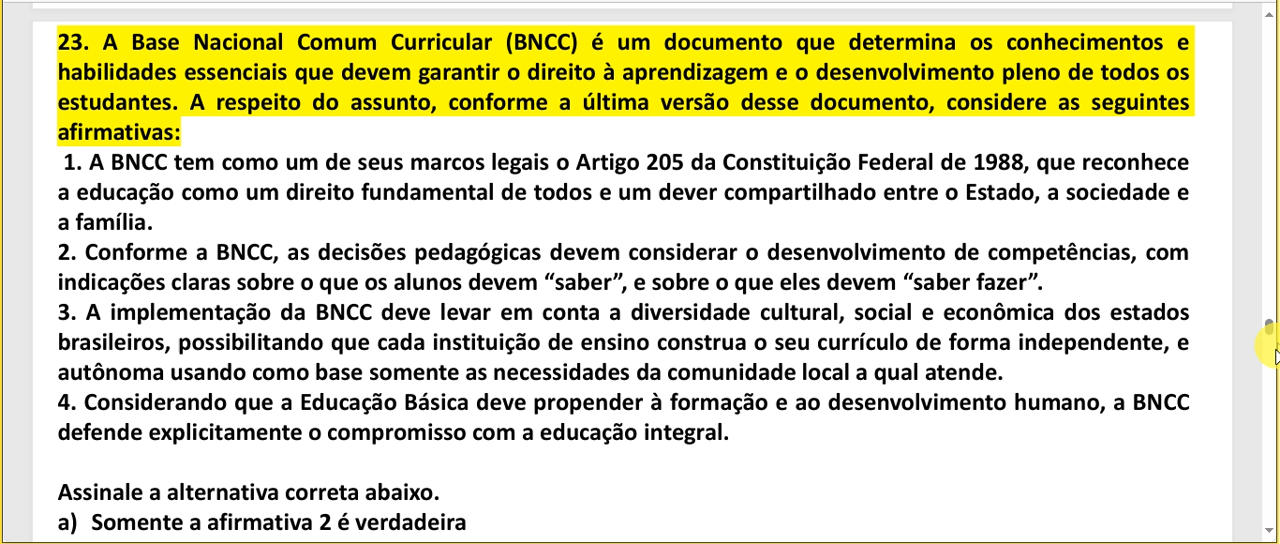 23. A Base Nacional Comum Curricular (BNCC) é um documento que determina os conhecimentos e
habilidades essenciais que devem garantir o direito à aprendizagem e o desenvolvimento pleno de todos os
estudantes. A respeito do assunto, conforme a última versão desse documento, considere as seguintes
afirmativas:
1. A BNCC tem como um de seus marcos legais o Artigo 205 da Constituição Federal de 1988, que reconhece
a educação como um direito fundamental de todos e um dever compartilhado entre o Estado, a sociedade e
a família.
2. Conforme a BNCC, as decisões pedagógicas devem considerar o desenvolvimento de competências, com
indicações claras sobre o que os alunos devem “saber”, e sobre o que eles devem “saber fazer”.
3. A implementação da BNCC deve levar em conta a diversidade cultural, social e econômica dos estados
brasileiros, possibilitando que cada instituição de ensino construa o seu currículo de forma independente, e
autônoma usando como base somente as necessidades da comunidade local a qual atende.
4. Considerando que a Educação Básica deve propender à formação e ao desenvolvimento humano, a BNCC
defende explicitamente o compromisso com a educação integral.
Assinale a alternativa correta abaixo.
a) Somente a afirmativa 2 é verdadeira